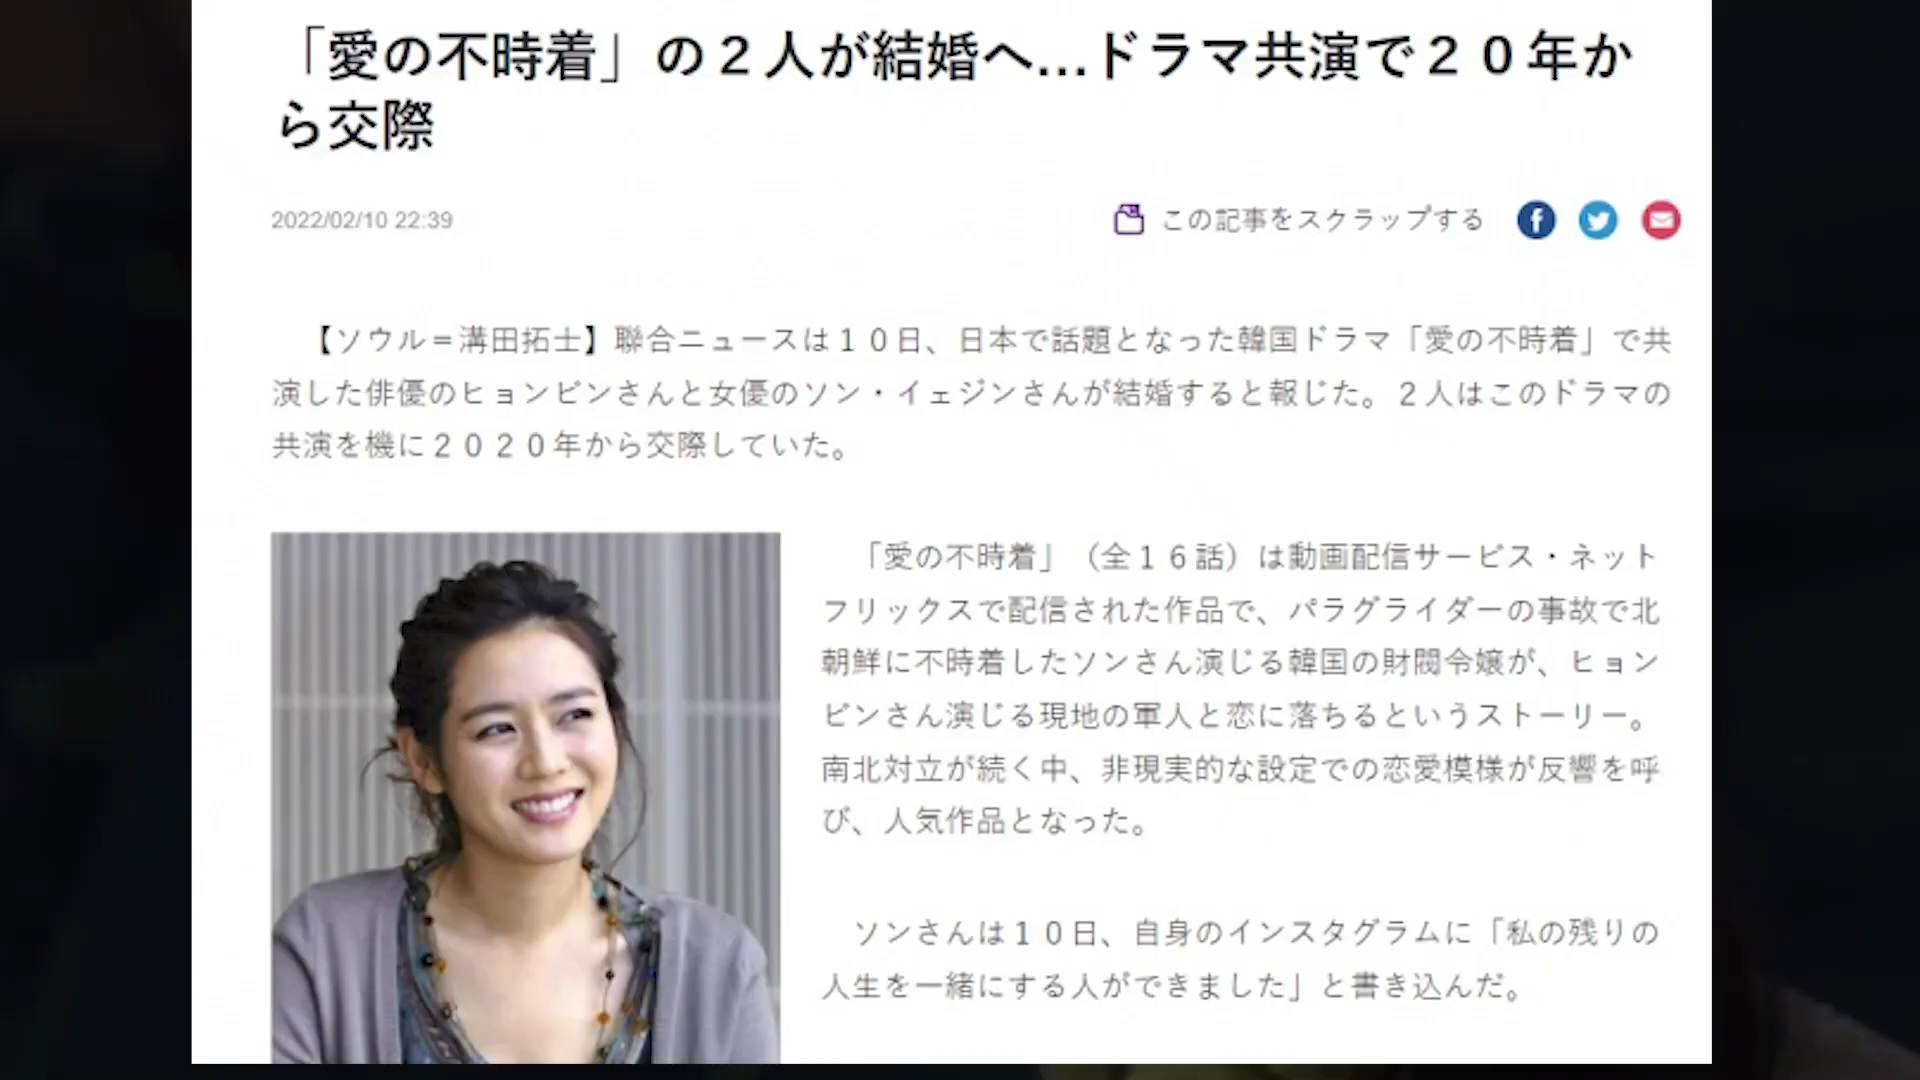 「愛の不時着」の２人が結婚へ…ドラマ共演で２０年か
ら交際
2022/02/10 22:39
この記事をスクラップする
【ソウル＝溝田拓士】聯合ニュースは１０日、日本で話題となった韓国ドラマ「愛の不時着」で共
演した俳優のヒョンビンさんと女優のソン・イェジンさんが結婚すると報じた。２人はこのドラマの
共演を機に２０２０年から交際していた。
「愛の不時着」（全１６話）は動画配信サービス・ネット
フリックスで配信された作品で、パラグライダーの事故で北
朝鮮に不時着したソンさん演じる韓国の財閥令嬢が、ヒョン
ビンさん演じる現地の軍人と恋に落ちるというストーリー。
南北対立が続く中、非現実的な設定での恋愛模様が反響を呼
び、人気作品となった。
ソンさんは１０日、自身のインスタグラムに「私の残りの
人生を一緒にする人ができました」と書き込んだ。